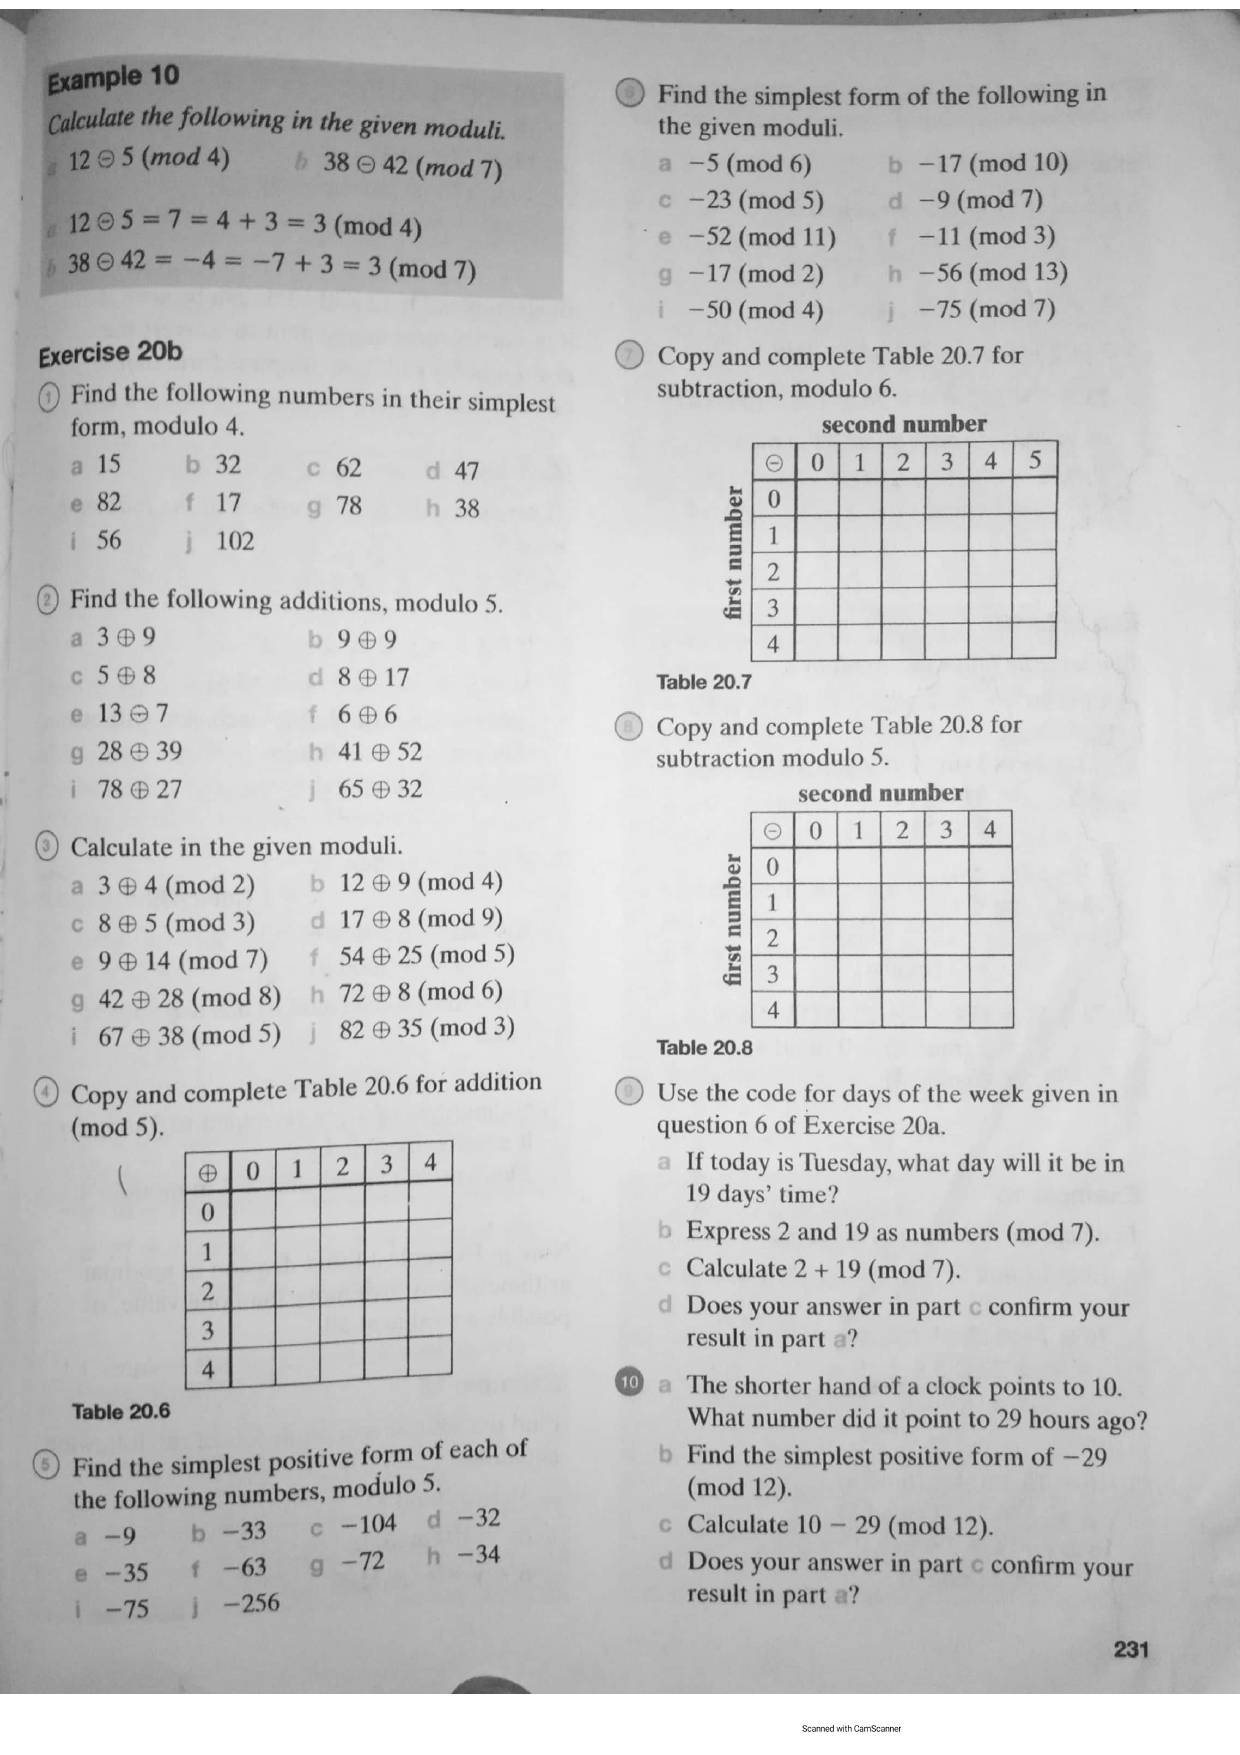 Example 10
Calculate the following in the given moduli.
a 12 ⊖ 5 (mod 4) b 38 ⊖ 42 (mod 7)
a 12 ⊖ 5 = 7 = 4 + 3 = 3 (mod 4)
b 38 ⊖ 42 = −4 = −7 + 3 = 3 (mod 7)
Exercise 20b
1 Find the following numbers in their simplest
form, modulo 4.
a 15 b 32 c 62 d 47
e 82 f 17 g 78 h 38
i 56 j 102
2 Find the following additions, modulo 5.
a 3 ⊕ 9 b 9 ⊕ 9
c 5 ⊕ 8 d 8 ⊕ 17
e 13 ⊖ 7 f 6 ⊕ 6
g 28 ⊕ 39 h 41 ⊕ 52
i 78 ⊕ 27 j 65 ⊕ 32
3 Calculate in the given moduli.
a 3 ⊕ 4 (mod 2) b 12 ⊕ 9 (mod 4)
c 8 ⊕ 5 (mod 3) d 17 ⊕ 8 (mod 9)
e 9 ⊕ 14 (mod 7) f 54 ⊕ 25 (mod 5)
g 42 ⊕ 28 (mod 8) h 72 ⊕ 8 (mod 6)
i 67 ⊕ 38 (mod 5) j 82 ⊕ 35 (mod 3)
4 Copy and complete Table 20.6 for addition
(mod 5).
⊕ 0 1 2 3 4
0
1
2
3
4
Table 20.6
5 Find the simplest positive form of each of
the following numbers, modulo 5.
a −9 b −33 c −104 d −32
e −35 f −63 g −72 h −34
i −75 j −256
6 Find the simplest form of the following in
the given moduli.
a −5 (mod 6) b −17 (mod 10)
c −23 (mod 5) d −9 (mod 7)
e −52 (mod 11) f −11 (mod 3)
g −17 (mod 2) h −56 (mod 13)
i −50 (mod 4) j −75 (mod 7)
7 Copy and complete Table 20.7 for
subtraction, modulo 6.
second number
first number
⊖ 0 1 2 3 4 5
0
1
2
3
4
Table 20.7
8 Copy and complete Table 20.8 for
subtraction modulo 5.
second number
first number
⊖ 0 1 2 3 4
0
1
2
3
4
Table 20.8
9 Use the code for days of the week given in
question 6 of Exercise 20a.
a If today is Tuesday, what day will it be in
19 days' time?
b Express 2 and 19 as numbers (mod 7).
c Calculate 2 + 19 (mod 7).
d Does your answer in part c confirm your
result in part a?
10 a The shorter hand of a clock points to 10.
What number did it point to 29 hours ago?
b Find the simplest positive form of −29
(mod 12).
c Calculate 10 − 29 (mod 12).
d Does your answer in part c confirm your
result in part a?
231
Scanned with CamScanner